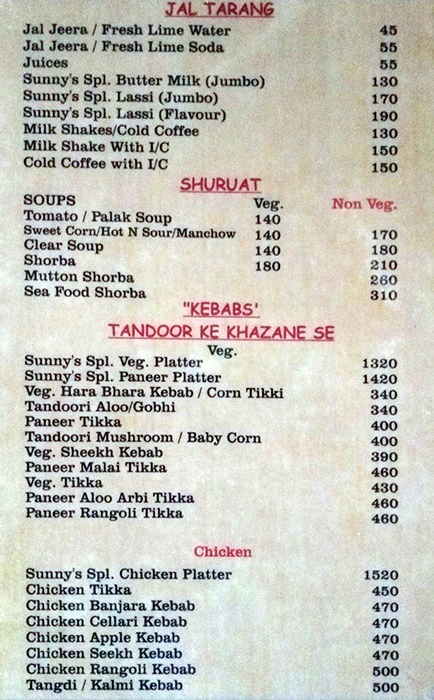 JAL TARANG
Jal Jeera / Fresh Lime Water 45
Jal Jeera / Fresh Lime Soda 55
Juices 55
Sunny's Spl. Butter Milk (Jumbo) 130
Sunny's Spl. Lassi (Jumbo) 170
Sunny's Spl. Lassi (Flavour) 190
Milk Shakes/Cold Coffee 130
Milk Shake With I/C 150
Cold Coffee with I/C 150
SHURUAT
SOUPS Veg. Non Veg.
Tomato / Palak Soup 140
Sweet Corn/Hot N Sour/Manchow 140 170
Clear Soup 140 180
Shorba 180 210
Mutton Shorba 260
Sea Food Shorba 310
"KEBABS'
TANDOOR KE KHAZANE SE
Veg.
Sunny's Spl. Veg. Platter 1320
Sunny's Spl. Paneer Platter 1420
Veg. Hara Bhara Kebab / Corn Tikki 340
Tandoori Aloo/Gobhi 340
Paneer Tikka 400
Tandoori Mushroom / Baby Corn 400
Veg. Sheekh Kebab 390
Paneer Malai Tikka 460
Veg. Tikka 430
Paneer Aloo Arbi Tikka 460
Paneer Rangoli Tikka 460
Chicken
Sunny's Spl. Chicken Platter 1520
Chicken Tikka 450
Chicken Banjara Kebab 470
Chicken Cellari Kebab 470
Chicken Apple Kebab 470
Chicken Seekh Kebab 470
Chicken Rangoli Kebab 500
Tangdi / Kalmi Kebab 500